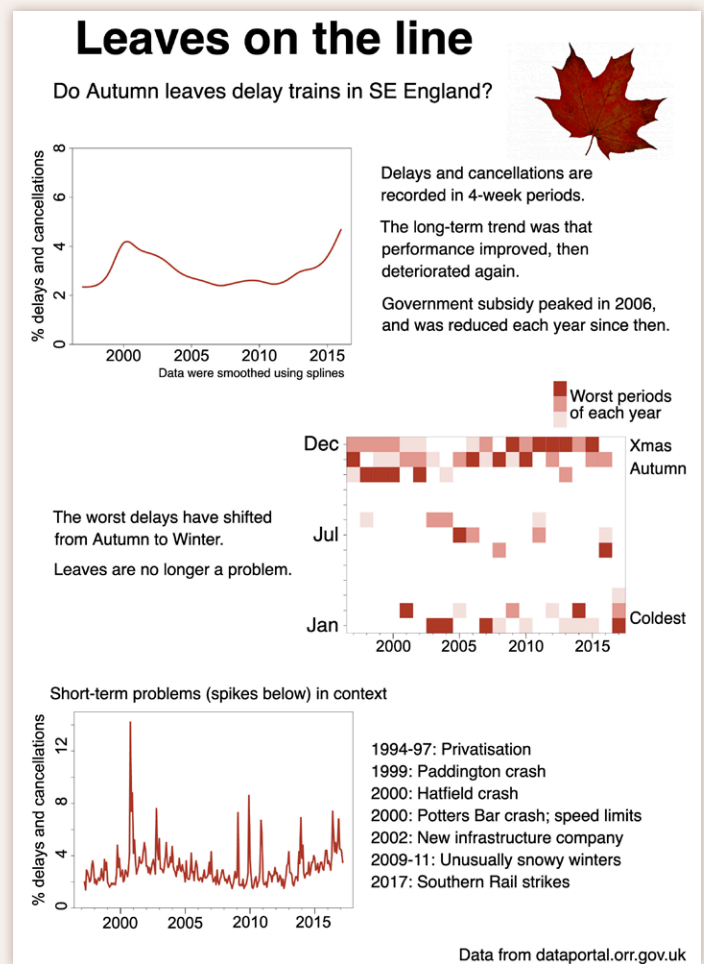 Leaves on the line
Do Autumn leaves delay trains in SE England?
% delays and cancellations
8
6
4
2
0
2000 2005 2010 2015
Data were smoothed using splines
Delays and cancellations are
recorded in 4-week periods.
The long-term trend was that
performance improved, then
deteriorated again.
Government subsidy peaked in 2006,
and was reduced each year since then.
Worst periods
of each year
The worst delays have shifted
from Autumn to Winter.
Leaves are no longer a problem.
Dec
Jul
Jan
Xmas
Autumn
Coldest
2000 2005 2010 2015
Short-term problems (spikes below) in context
% delays and cancellations
12
8
4
0
2000 2005 2010 2015
1994-97: Privatisation
1999: Paddington crash
2000: Hatfield crash
2000: Potters Bar crash; speed limits
2002: New infrastructure company
2009-11: Unusually snowy winters
2017: Southern Rail strikes
Data from dataportal.orr.gov.uk